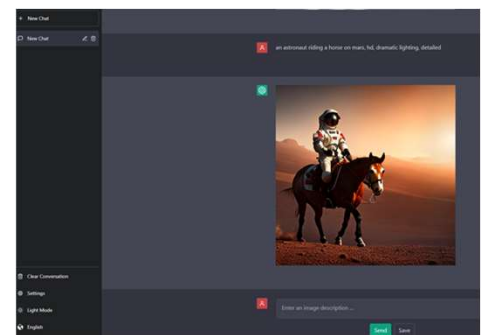 + New Chat
New Chat
an astronaut riding a horse on mars, hd, dramatic lighting, detailed
Clear Conversation
Settings
Light Mode
English
Enter an image description ...
Send Save